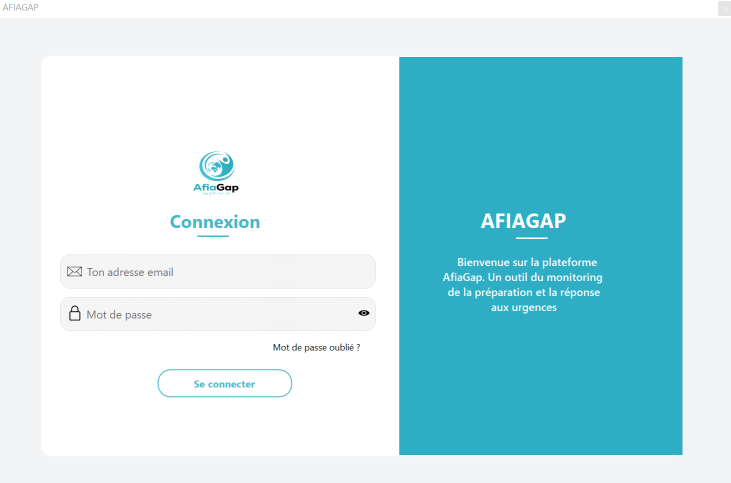 AFIAGAP
AfiaGap
Connexion
Ton adresse email
Mot de passe
Mot de passe oublié ?
Se connecter
AFIAGAP
Bienvenue sur la plateforme
AfiaGap. Un outil du monitoring
de la préparation et la réponse
aux urgences